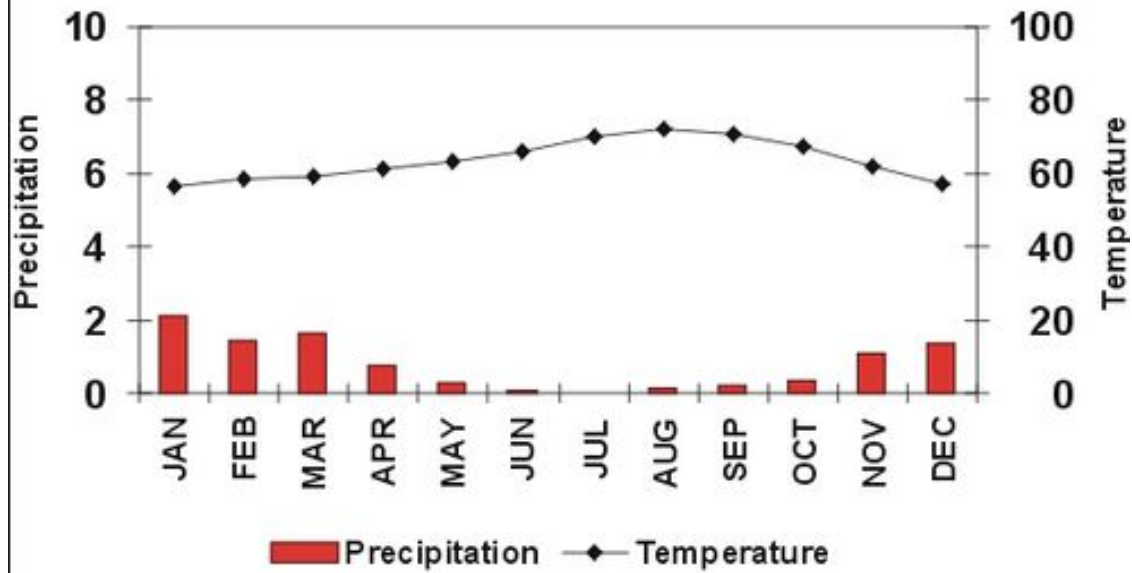 10
8
6
4
2
0
Precipitation
100
80
60
40
20
0
Temperature
JAN
FEB
MAR
APR
MAY
JUN
JUL
AUG
SEP
OCT
NOV
DEC
Precipitation Temperature